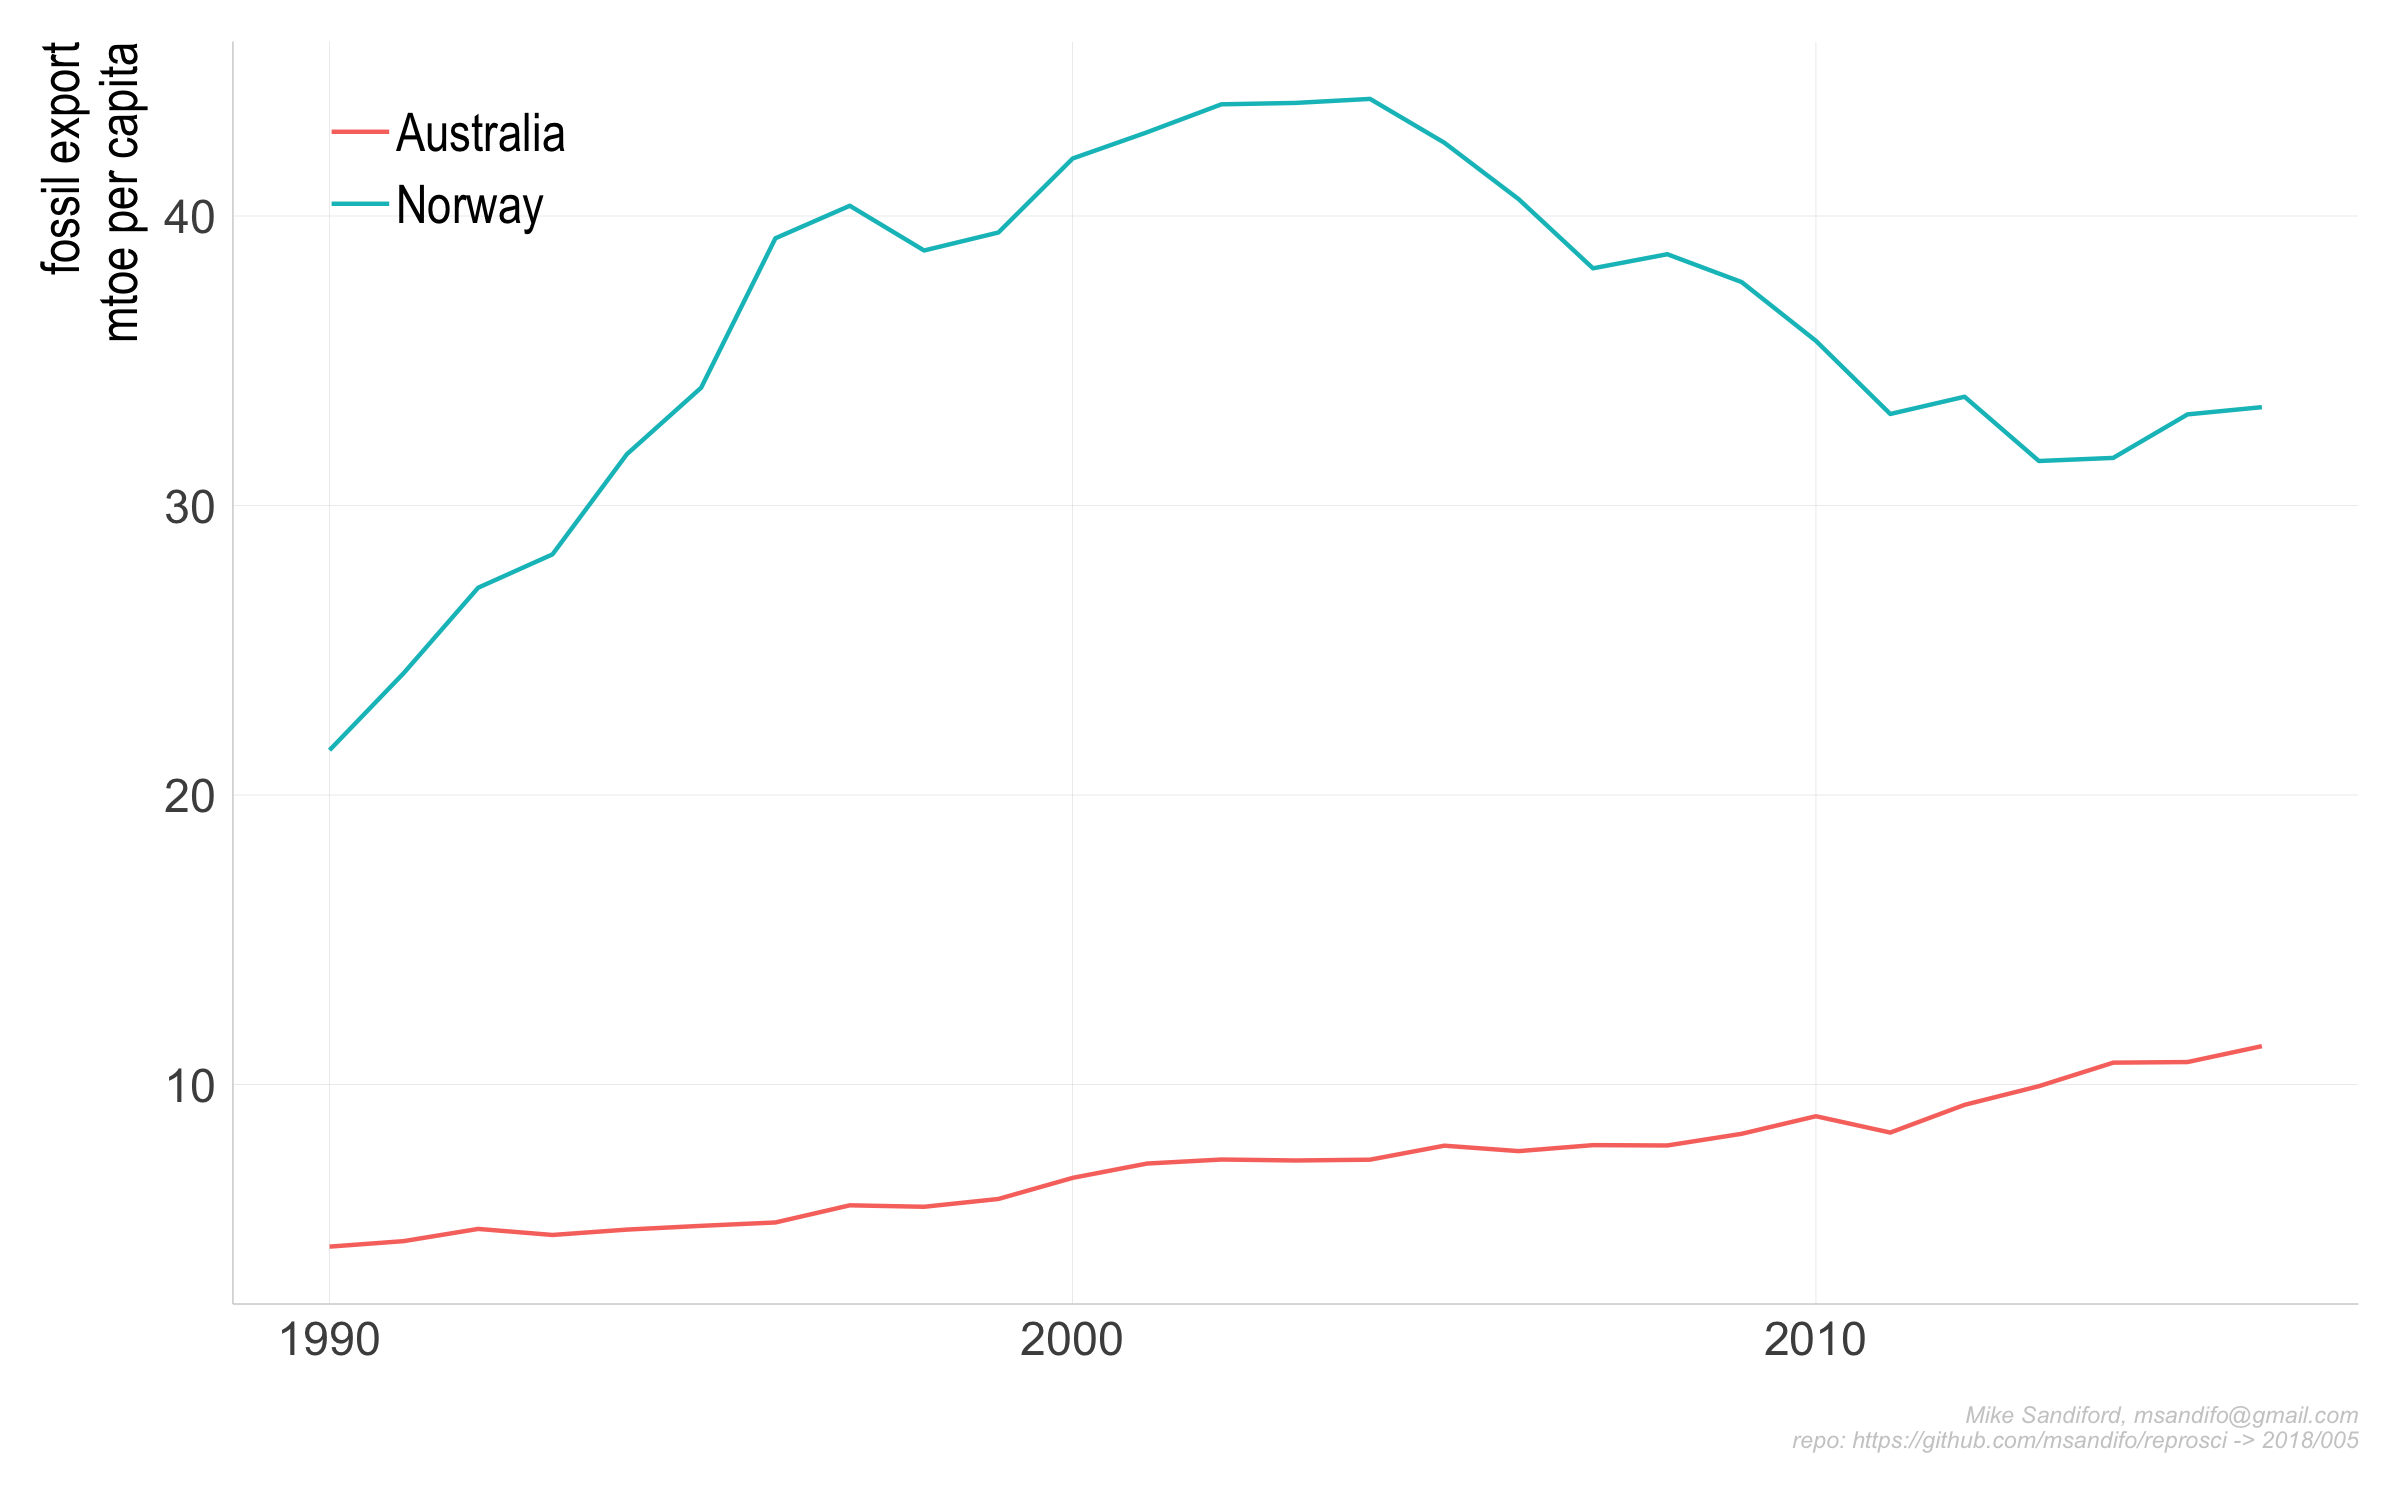 fossil export
mtoe per capita
Australia
Norway
40
30
20
10
1990
2000
2010
Mike Sandiford, msandifo@gmail.com
repo: https://github.com/msandifo/reprosci -> 2018/005